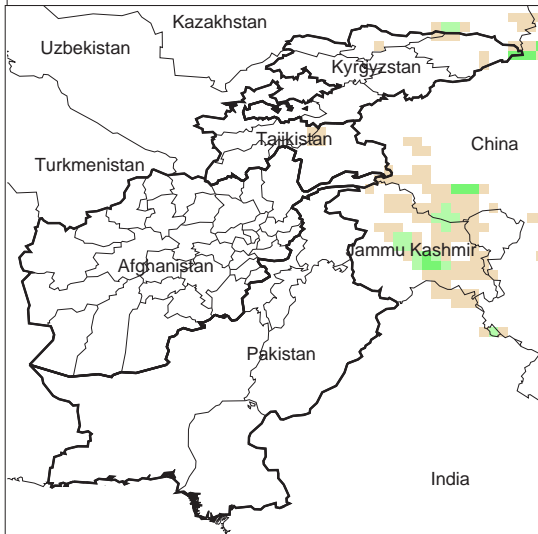 Kazakhstan
Uzbekistan
Kyrgyzstan
Tajikistan
China
Turkmenistan
Jammu Kashmir
Afghanistan
Pakistan
India